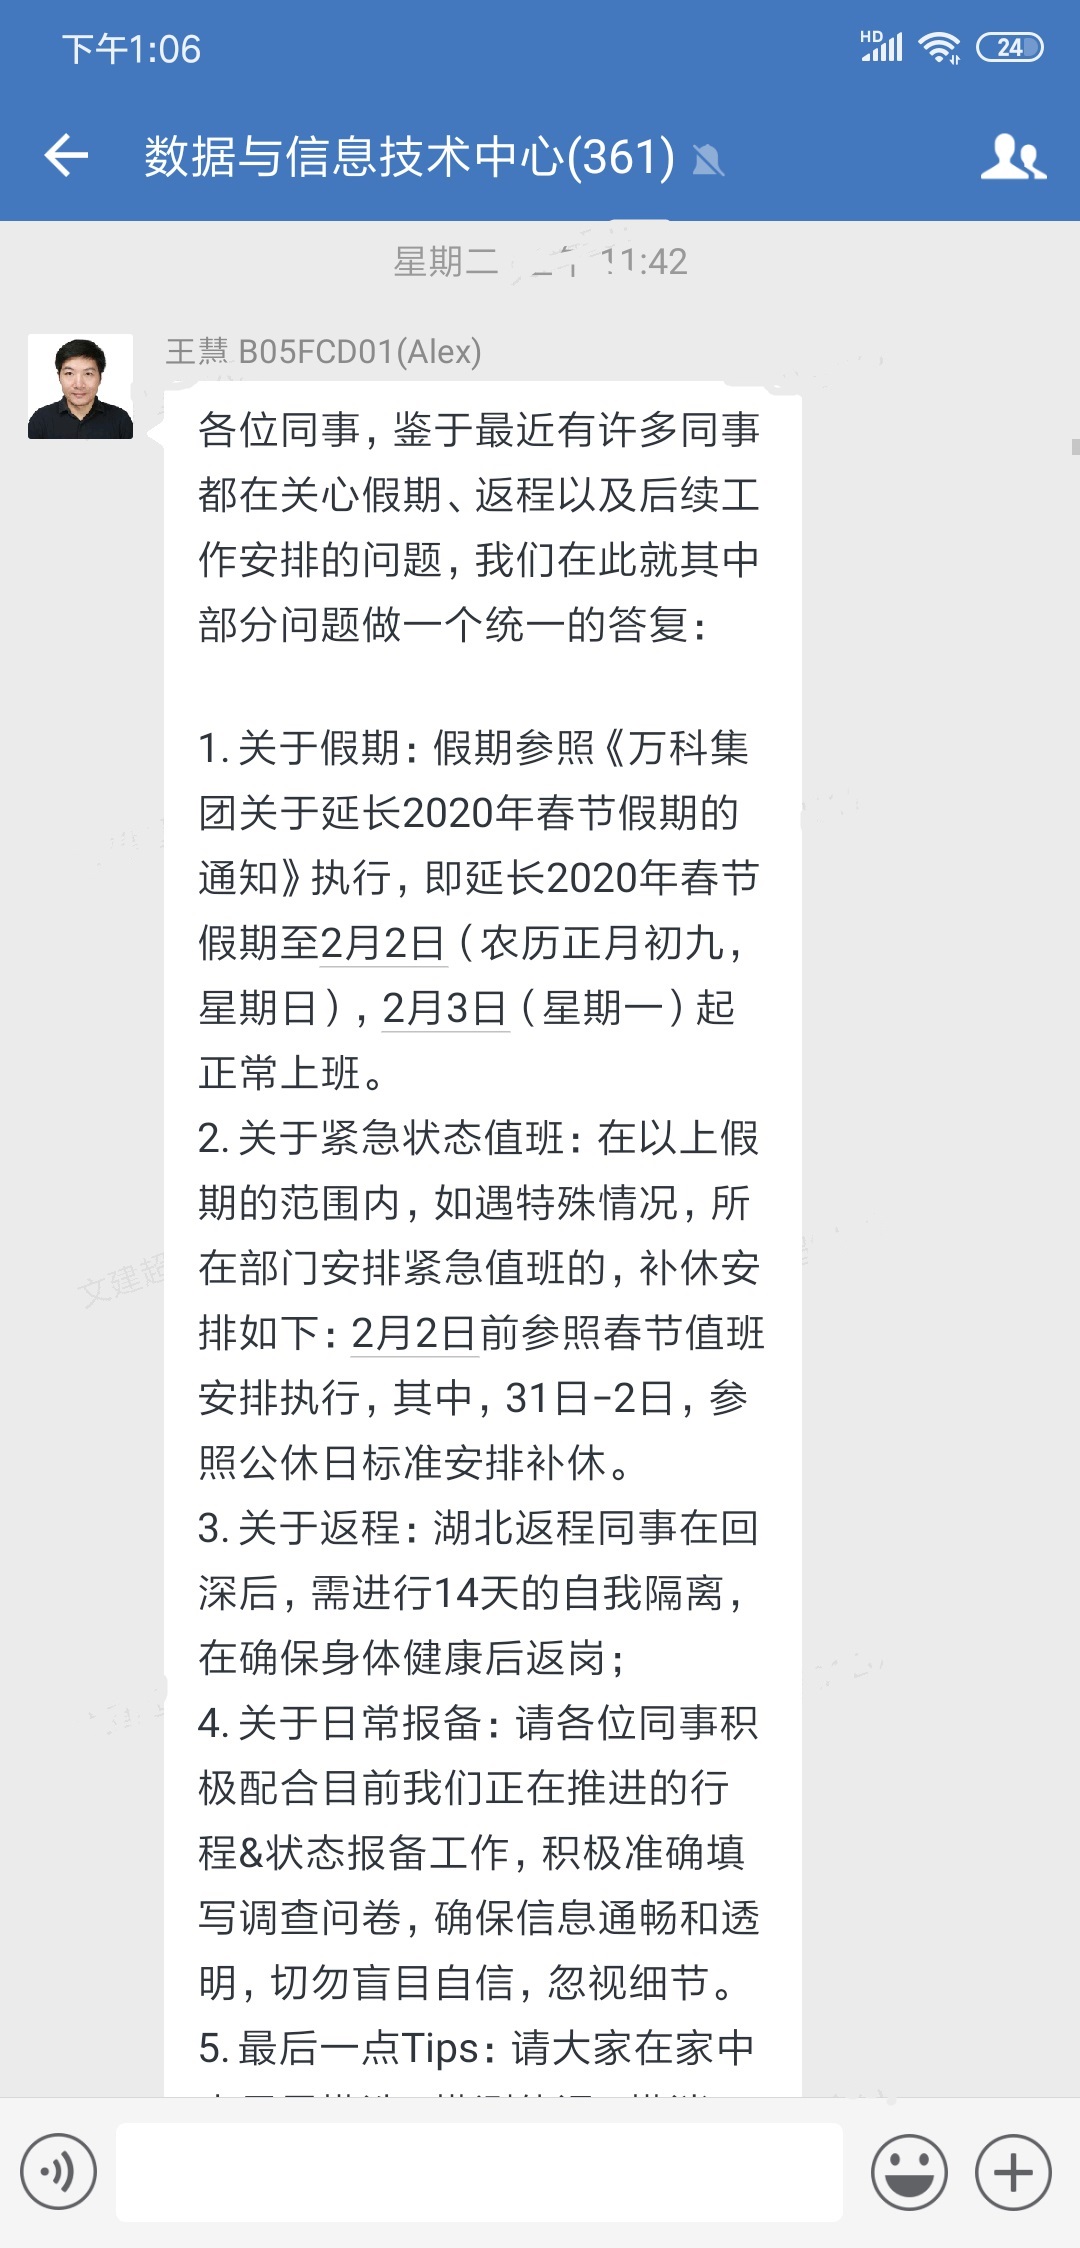 下午1:06
HD
24
数据与信息技术中心(361)
星期二 11:42
王慧 B05FCD01(Alex)
各位同事,鉴于最近有许多同事
都在关心假期、返程以及后续工
作安排的问题,我们在此就其中
部分问题做一个统一的答复:
1.关于假期:假期参照《万科集
团关于延长2020年春节假期的
通知》执行,即延长2020年春节
假期至2月2日(农历正月初九,
星期日),2月3日(星期一)起
正常上班。
2.关于紧急状态值班:在以上假
期的范围内,如遇特殊情况,所
在部门安排紧急值班的,补休安
排如下:2月2日前参照春节值班
安排执行,其中,31日-2日,参
照公休日标准安排补休。
3.关于返程:湖北返程同事在回
深后,需进行14天的自我隔离,
在确保身体健康后返岗;
4.关于日常报备:请各位同事积
极配合目前我们正在推进的行
程&状态报备工作,积极准确填
写调查问卷,确保信息通畅和透
明,切勿盲目自信,忽视细节。
5.最后一点Tips:请大家在家中
文建超